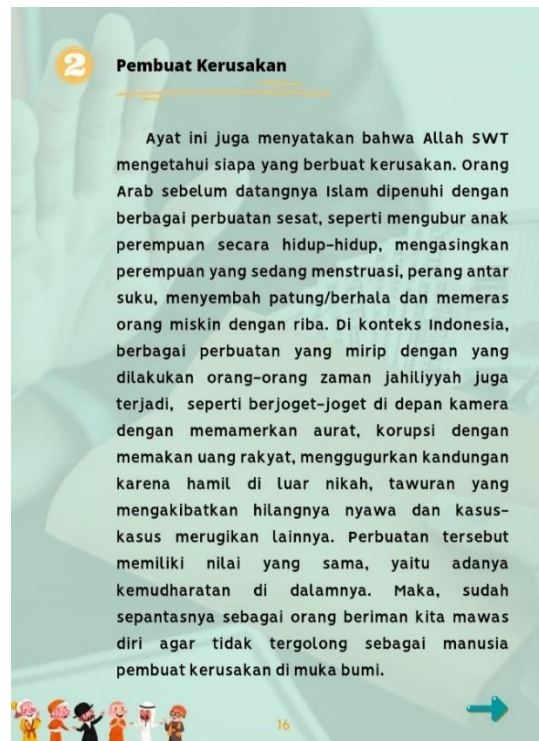 2
Pembuat Kerusakan
Ayat ini juga menyatakan bahwa Allah SWT
mengetahui siapa yang berbuat kerusakan. Orang
Arab sebelum datangnya Islam dipenuhi dengan
berbagai perbuatan sesat, seperti mengubur anak
perempuan secara hidup-hidup, mengasingkan
perempuan yang sedang menstruasi, perang antar
suku, menyembah patung/berhala dan memeras
orang miskin dengan riba. Di konteks Indonesia,
berbagai perbuatan yang mirip dengan yang
dilakukan orang-orang zaman jahiliyyah juga
terjadi, seperti berjoget-joget di depan kamera
dengan memamerkan aurat, korupsi dengan
memakan uang rakyat, menggugurkan kandungan
karena hamil di luar nikah, tawuran yang
mengakibatkan hilangnya nyawa dan kasus-
kasus merugikan lainnya. Perbuatan tersebut
memiliki nilai yang sama, yaitu adanya
kemudharatan di dalamnya. Maka, sudah
sepantasnya sebagai orang beriman kita mawas
diri agar tidak tergolong sebagai manusia
pembuat kerusakan di muka bumi.
16